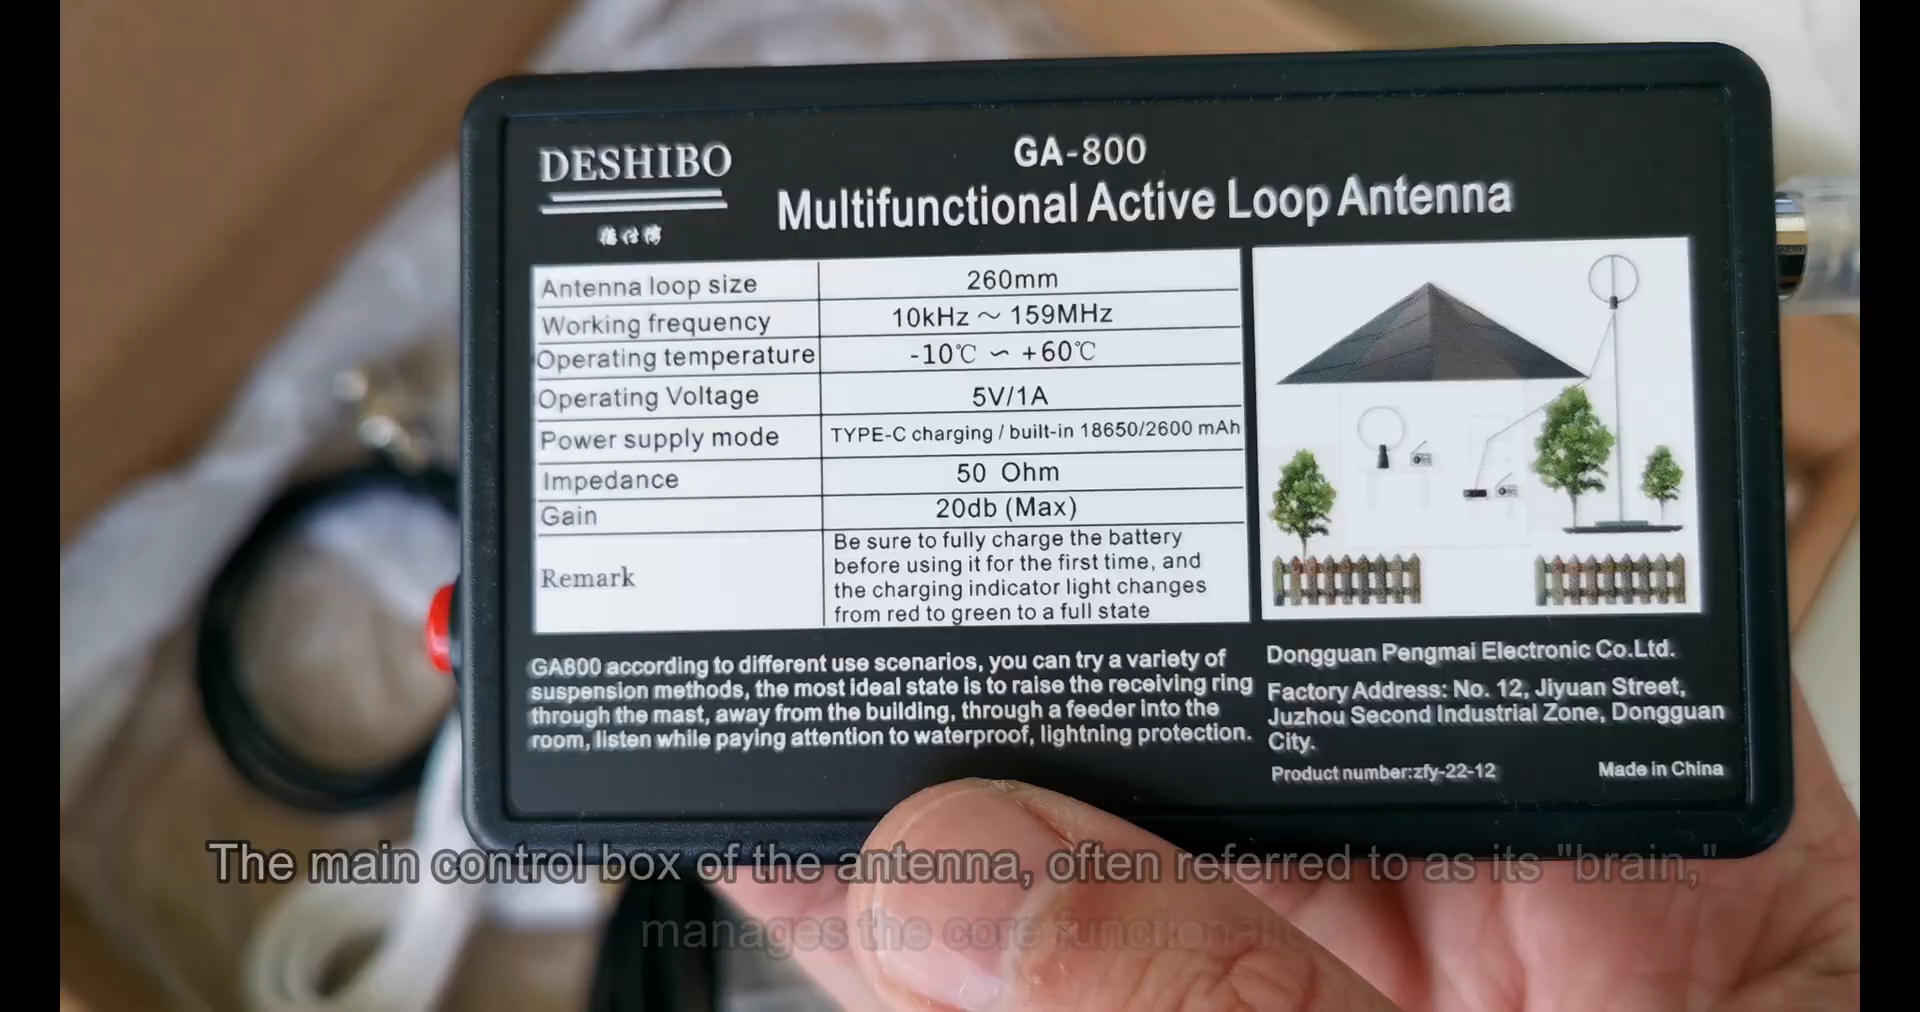 DESHIBO
GA-800
Multifunctional Active Loop Antenna
Antenna loop size 260mm
Working frequency 10kHz ～ 159MHz
Operating temperature -10℃ ∽ +60℃
Operating Voltage 5V/1A
Power supply mode TYPE-C charging / built-in 18650/2600 mAh
Impedance 50 Ohm
Gain 20db (Max)
Remark
Be sure to fully charge the battery
before using it for the first time, and
the charging indicator light changes
from red to green to a full state
GA800 according to different use scenarios, you can try a variety of
suspension methods, the most ideal state is to raise the receiving ring
through the mast, away from the building, through a feeder into the
room, listen while paying attention to waterproof, lightning protection.
Dongguan Pengmai Electronic Co.Ltd.
Factory Address: No. 12, Jiyuan Street,
Juzhou Second Industrial Zone, Dongguan
City.
Product number:zfy-22-12
Made in China
The main control box of the antenna, often referred to as its "brain,"
manages the core